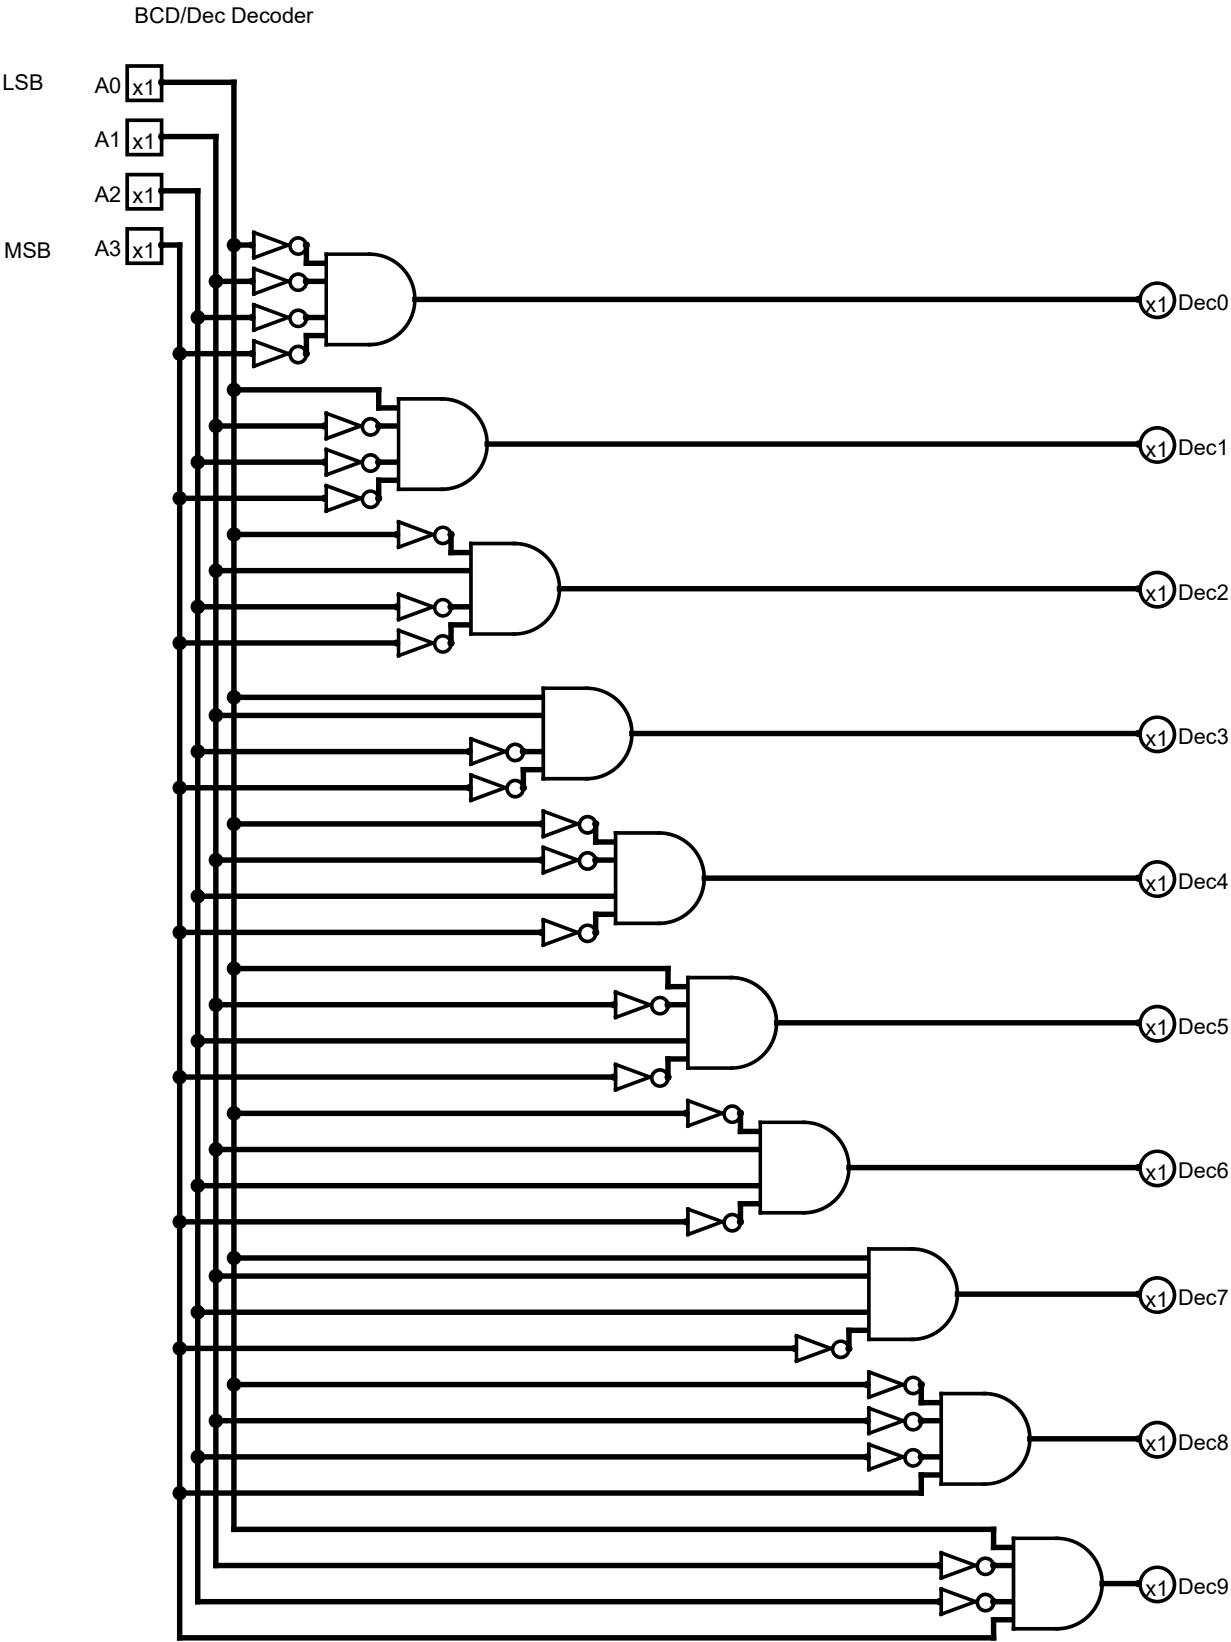 BCD/Dec Decoder
LSB A0 x1
A1 x1
A2 x1
MSB A3 x1
x1 Dec0
x1 Dec1
x1 Dec2
x1 Dec3
x1 Dec4
x1 Dec5
x1 Dec6
x1 Dec7
x1 Dec8
x1 Dec9